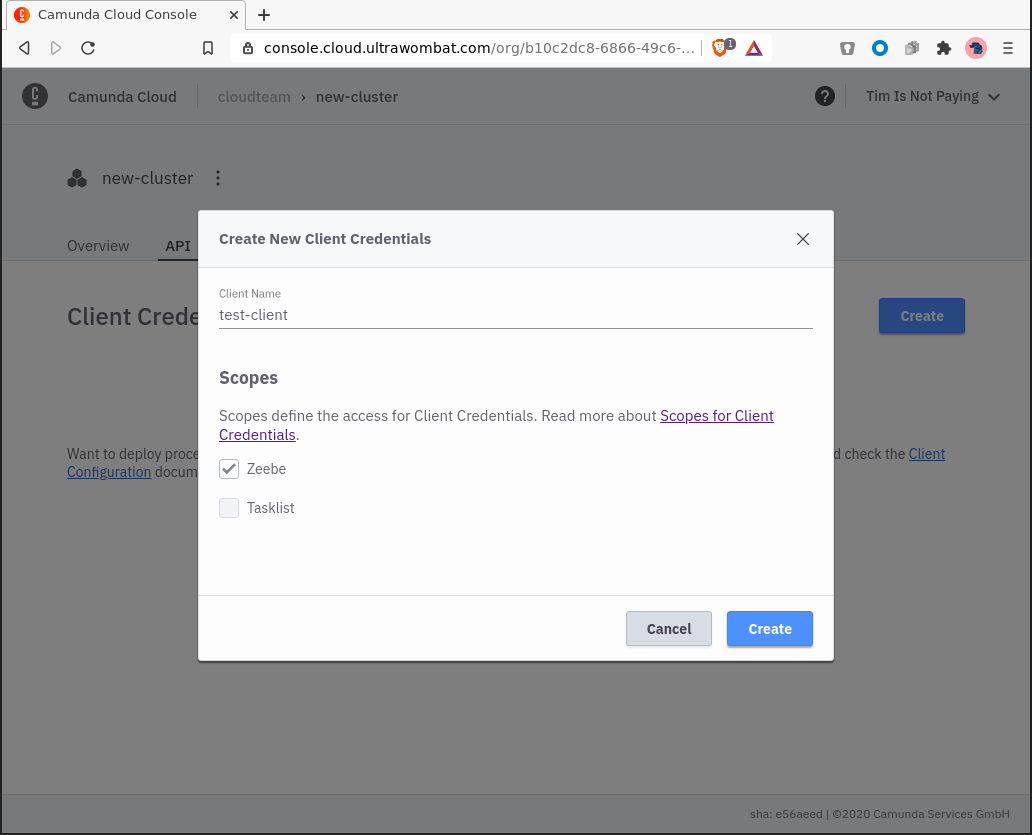 Camunda Cloud Console
console.cloud.ultrawombat.com/org/b10c2dc8-6866-49c6-...
1
Camunda Cloud
cloudteam › new-cluster
?
Tim Is Not Paying
new-cluster
Overview
API
Client Crede
Create
Create New Client Credentials
Client Name
test-client
Scopes
Scopes define the access for Client Credentials. Read more about Scopes for Client
Credentials.
Zeebe
Tasklist
Want to deploy proce
d check the Client
Configuration docum
Cancel
Create
sha: e56aeed | ©2020 Camunda Services GmbH